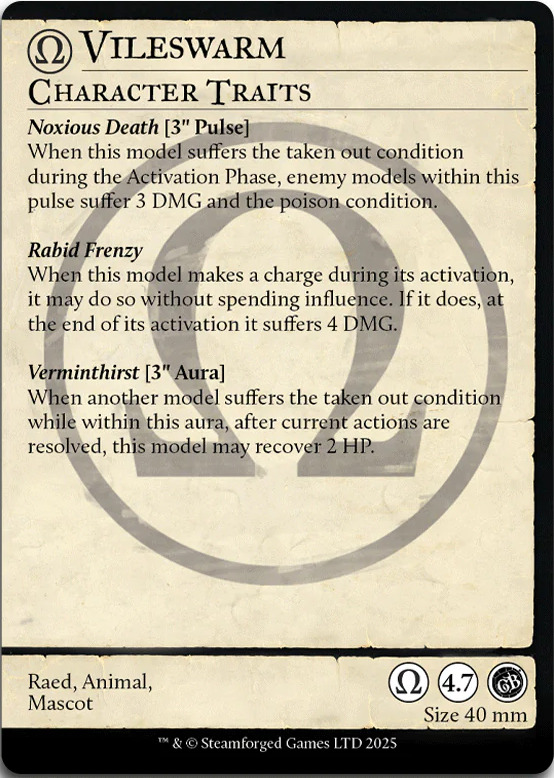 Ω VILESWARM
CHARACTER TRAITS
Noxious Death [3" Pulse]
When this model suffers the taken out condition
during the Activation Phase, enemy models within this
pulse suffer 3 DMG and the poison condition.
Rabid Frenzy
When this model makes a charge during its activation,
it may do so without spending influence. If it does, at
the end of its activation it suffers 4 DMG.
Verminthirst [3" Aura]
When another model suffers the taken out condition
while within this aura, after current actions are
resolved, this model may recover 2 HP.
Ω
Raed, Animal,
Mascot
Ω 4.7 GB
Size 40 mm
™ & © Steamforged Games LTD 2025